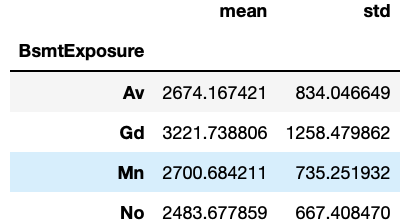 mean std
BsmtExposure
Av 2674.167421 834.046649
Gd 3221.738806 1258.479862
Mn 2700.684211 735.251932
No 2483.677859 667.408470